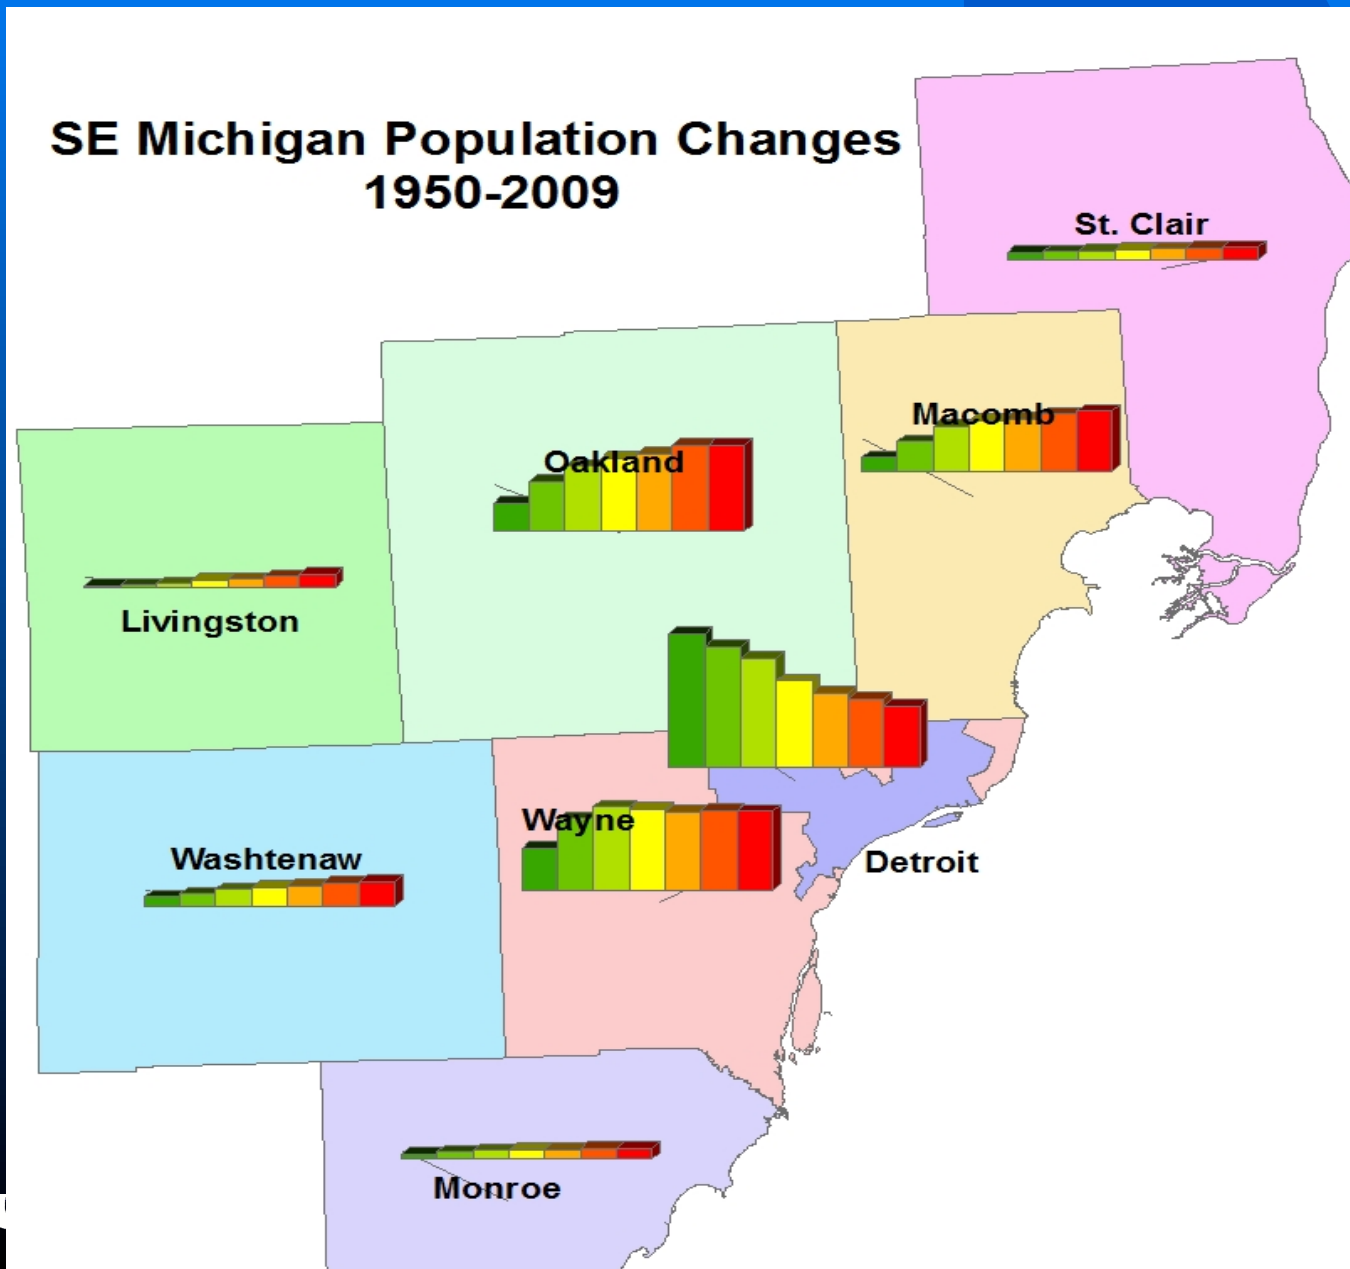 SE Michigan Population Changes
1950-2009
St. Clair
Macomb
Oakland
Livingston
Wayne
Washtenaw
Detroit
Monroe